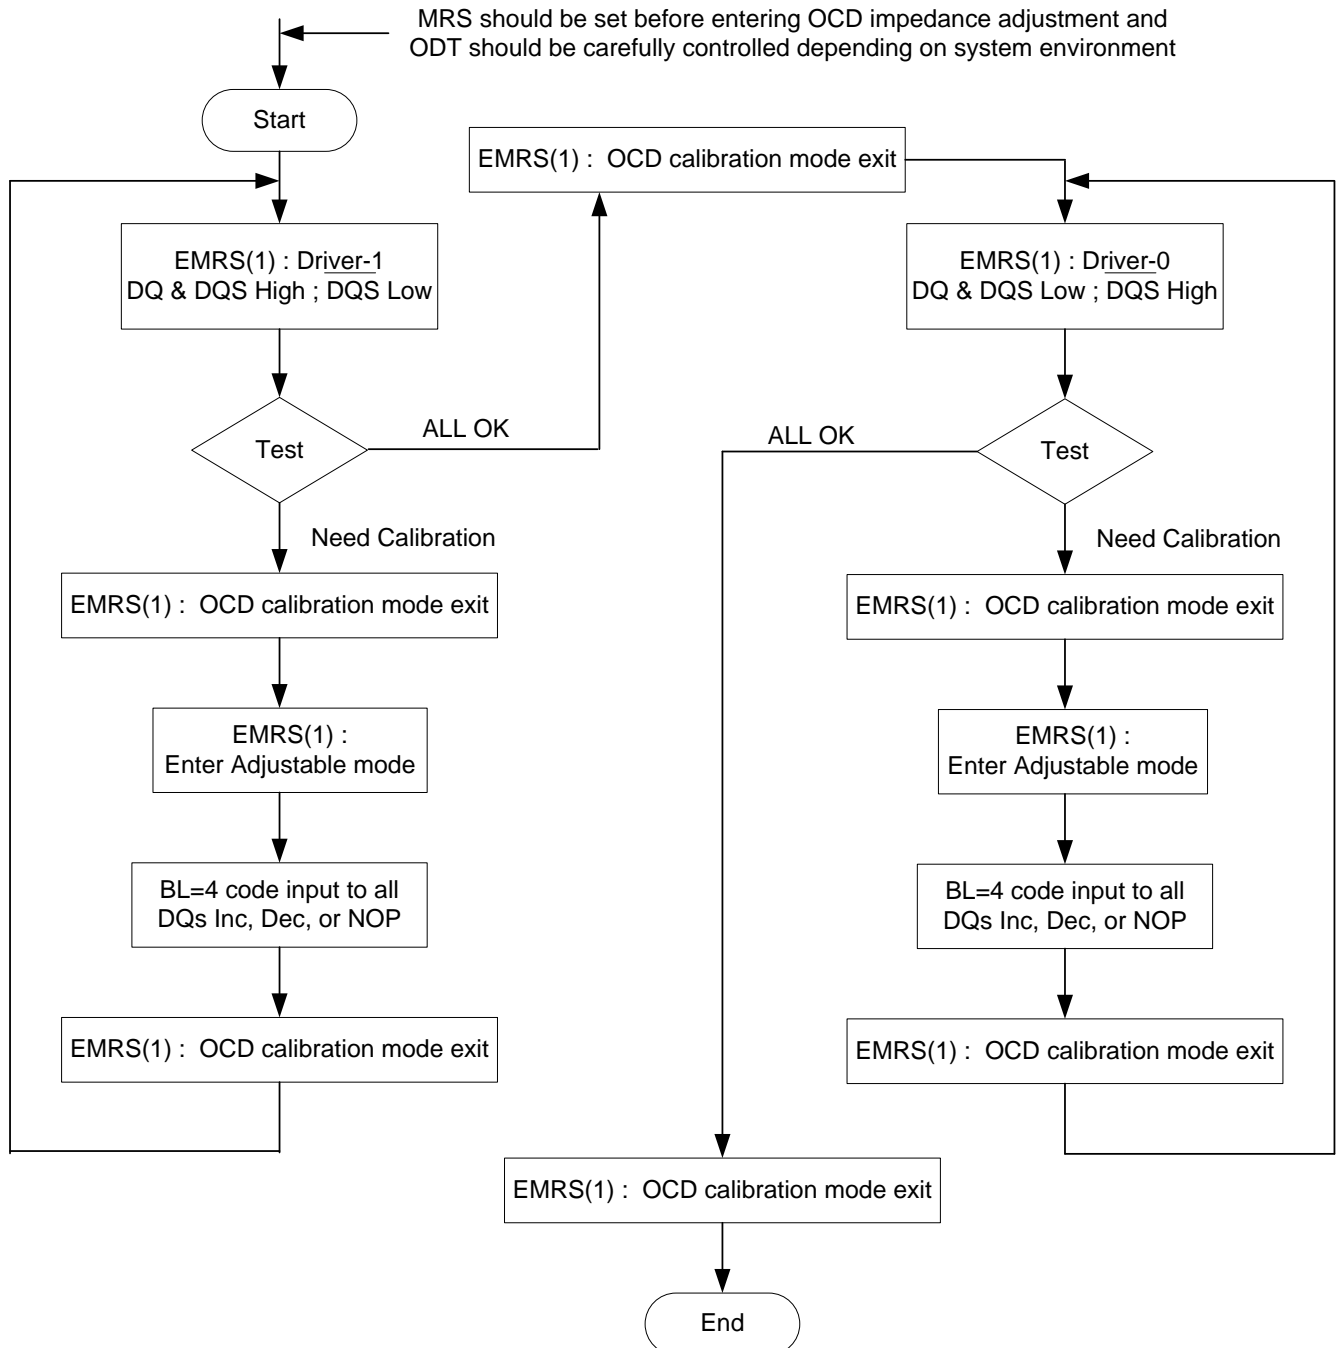 MRS should be set before entering OCD impedance adjustment and
ODT should be carefully controlled depending on system environment
Start
EMRS(1) :  OCD calibration mode exit
EMRS(1) : Driver-1
DQ & DQS High ; D̅Q̅S̅ Low
EMRS(1) : Driver-0
DQ & DQS Low ; D̅Q̅S̅ High
Test
ALL OK
ALL OK
Test
Need Calibration
Need Calibration
EMRS(1) :  OCD calibration mode exit
EMRS(1) :  OCD calibration mode exit
EMRS(1) :
Enter Adjustable mode
EMRS(1) :
Enter Adjustable mode
BL=4 code input to all
DQs Inc, Dec, or NOP
BL=4 code input to all
DQs Inc, Dec, or NOP
EMRS(1) :  OCD calibration mode exit
EMRS(1) :  OCD calibration mode exit
EMRS(1) :  OCD calibration mode exit
End